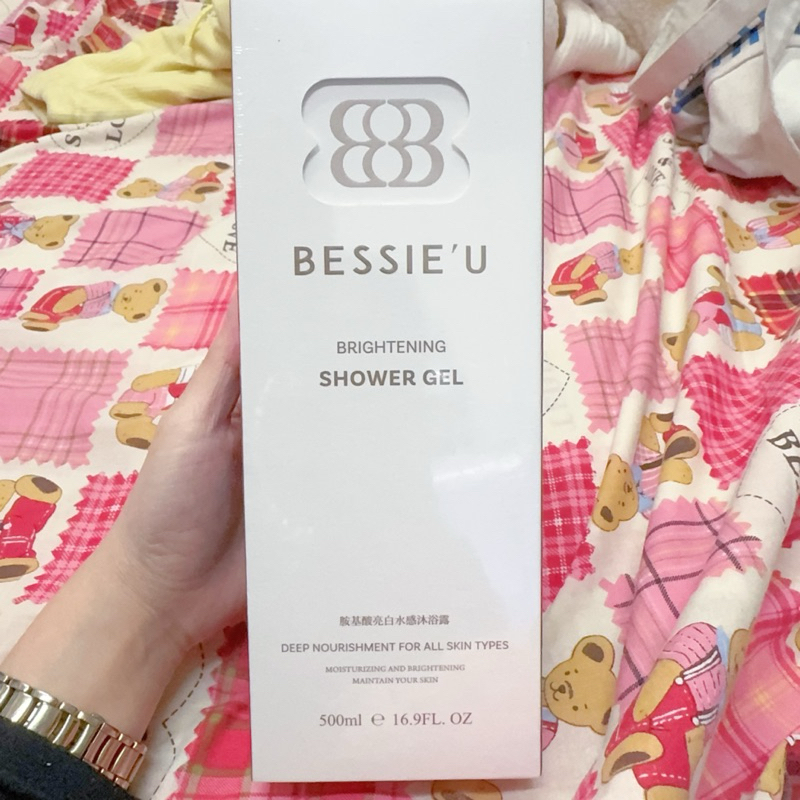 BESSIE'U
BRIGHTENING
SHOWER GEL
胺基酸亮白水感沐浴露
DEEP NOURISHMENT FOR ALL SKIN TYPES
MOISTURIZING AND BRIGHTENING
MAINTAIN YOUR SKIN
500ml ℮ 16.9FL. OZ